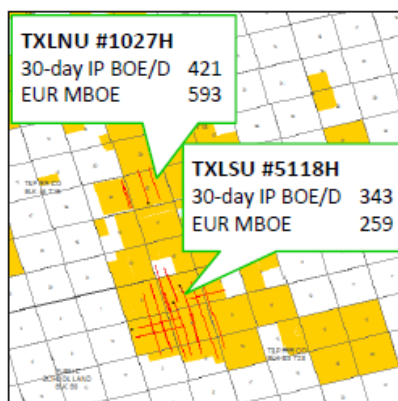 TXLNU #1027H
30-day IP BOE/D 421
EUR MBOE 593
TXLSU #5118H
30-day IP BOE/D 343
EUR MBOE 259